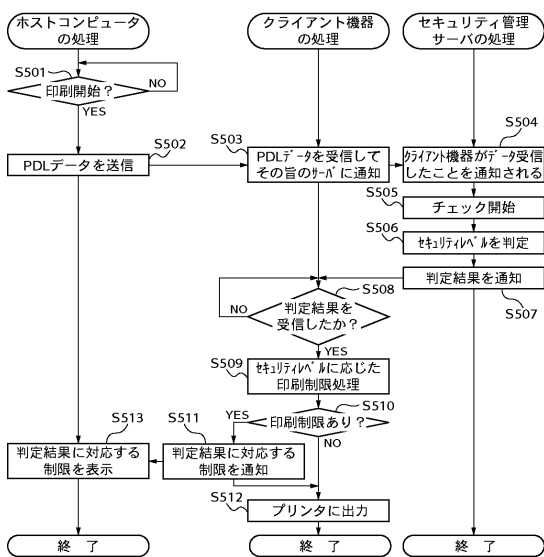 ホストコンピュータ
の処理
クライアント機器
の処理
セキュリティ管理
サーバの処理
S501
印刷開始?
NO
YES
S502
PDLデータを送信
S503
PDLデータを受信して
その旨のサーバに通知
S504
クライアント機器がデータ受信
したことを通知される
S505
チェック開始
S506
セキュリティレベルを判定
判定結果を通知
S507
S508
判定結果を
受信したか?
NO
YES
S509
セキュリティレベルに応じた
印刷制限処理
S510
印刷制限あり?
YES
NO
S511
判定結果に対応する
制限を通知
S513
判定結果に対応する
制限を表示
S512
プリンタに出力
終了
終了
終了